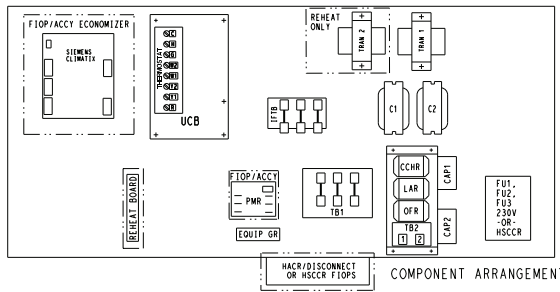 FIOP/ACCY ECONOMIZER
SIEMENS
CLIMATIX
THERMOSTAT
C
W
G
W2
W1
Y2
Y1
R
UCB
REHEAT
ONLY
TRAN 2
TRAN 1
IFTB
C1
C2
REHEAT BOARD
FIOP/ACCY
PMR
EQUIP GR
TB1
CCHR
LAR
OFR
TB2
1 2
CAP1
CAP2
FU1,
FU2,
FU3
230V
-OR-
HSCCR
HACR/DISCONNECT
OR HSCCR FIOPS
COMPONENT ARRANGEMENT